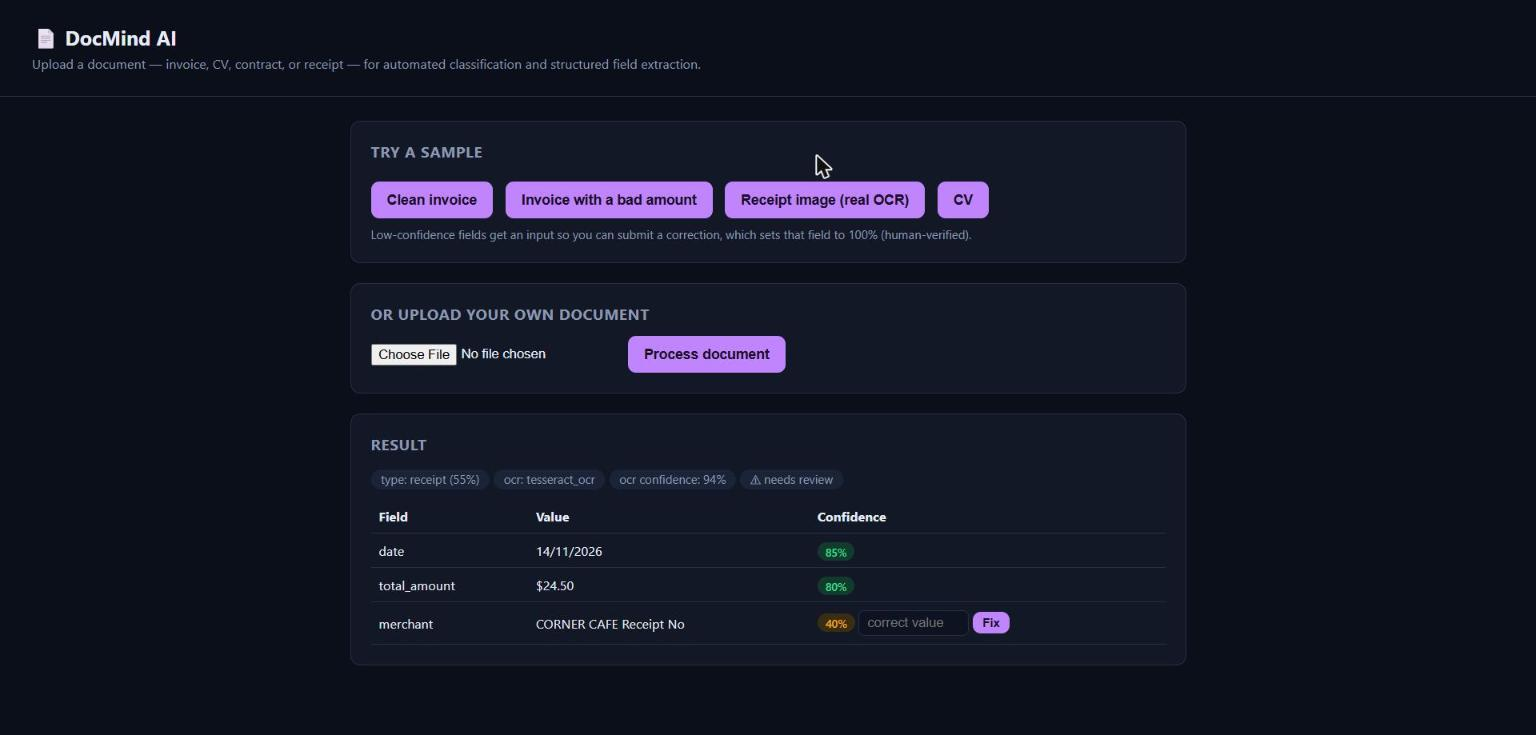 📄 DocMind AI
Upload a document — invoice, CV, contract, or receipt — for automated classification and structured field extraction.
TRY A SAMPLE
Clean invoice Invoice with a bad amount Receipt image (real OCR) CV
Low-confidence fields get an input so you can submit a correction, which sets that field to 100% (human-verified).
OR UPLOAD YOUR OWN DOCUMENT
Choose File No file chosen Process document
RESULT
type: receipt (55%) ocr: tesseract_ocr ocr confidence: 94% ⚠ needs review
Field Value Confidence
date 14/11/2026 85%
total_amount $24.50 80%
merchant CORNER CAFE Receipt No 40% correct value Fix